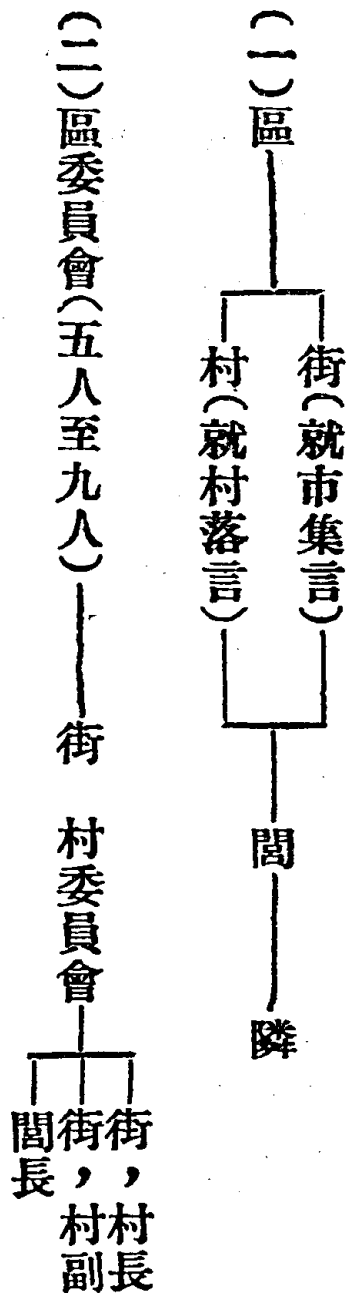 （一）區
街（就市集言）
村（就村落言）
閭
隣
（二）區委員會（五人至九人）
街　村委員會
街，村長
街，村副
閭長